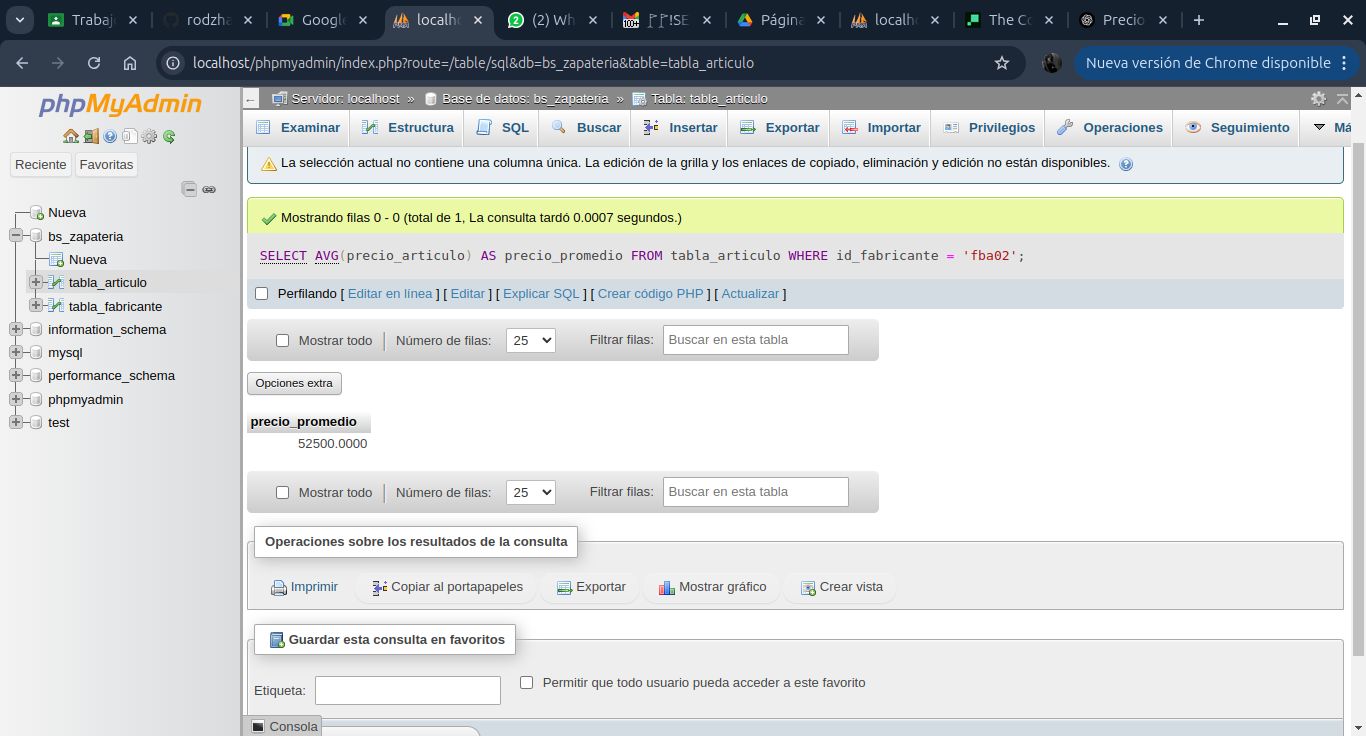 Trabaj
rodzha
Google
localho
(2) Wh
Página
localho
The Co
Precio
localhost/phpmyadmin/index.php?route=/table/sql&db=bs_zapateria&table=tabla_articulo
Nueva versión de Chrome disponible
phpMyAdmin
Reciente Favoritas
Nueva
bs_zapateria
Nueva
tabla_articulo
tabla_fabricante
information_schema
mysql
performance_schema
phpmyadmin
test
Servidor: localhost » Base de datos: bs_zapateria » Tabla: tabla_articulo
Examinar Estructura SQL Buscar Insertar Exportar Importar Privilegios Operaciones Seguimiento Má
La selección actual no contiene una columna única. La edición de la grilla y los enlaces de copiado, eliminación y edición no están disponibles.
Mostrando filas 0 - 0 (total de 1, La consulta tardó 0.0007 segundos.)
SELECT AVG(precio_articulo) AS precio_promedio FROM tabla_articulo WHERE id_fabricante = 'fba02';
Perfilando [ Editar en línea ] [ Editar ] [ Explicar SQL ] [ Crear código PHP ] [ Actualizar ]
Mostrar todo Número de filas: 25 Filtrar filas: Buscar en esta tabla
Opciones extra
precio_promedio
52500.0000
Mostrar todo Número de filas: 25 Filtrar filas: Buscar en esta tabla
Operaciones sobre los resultados de la consulta
Imprimir Copiar al portapapeles Exportar Mostrar gráfico Crear vista
Guardar esta consulta en favoritos
Etiqueta: Permitir que todo usuario pueda acceder a este favorito
Consola